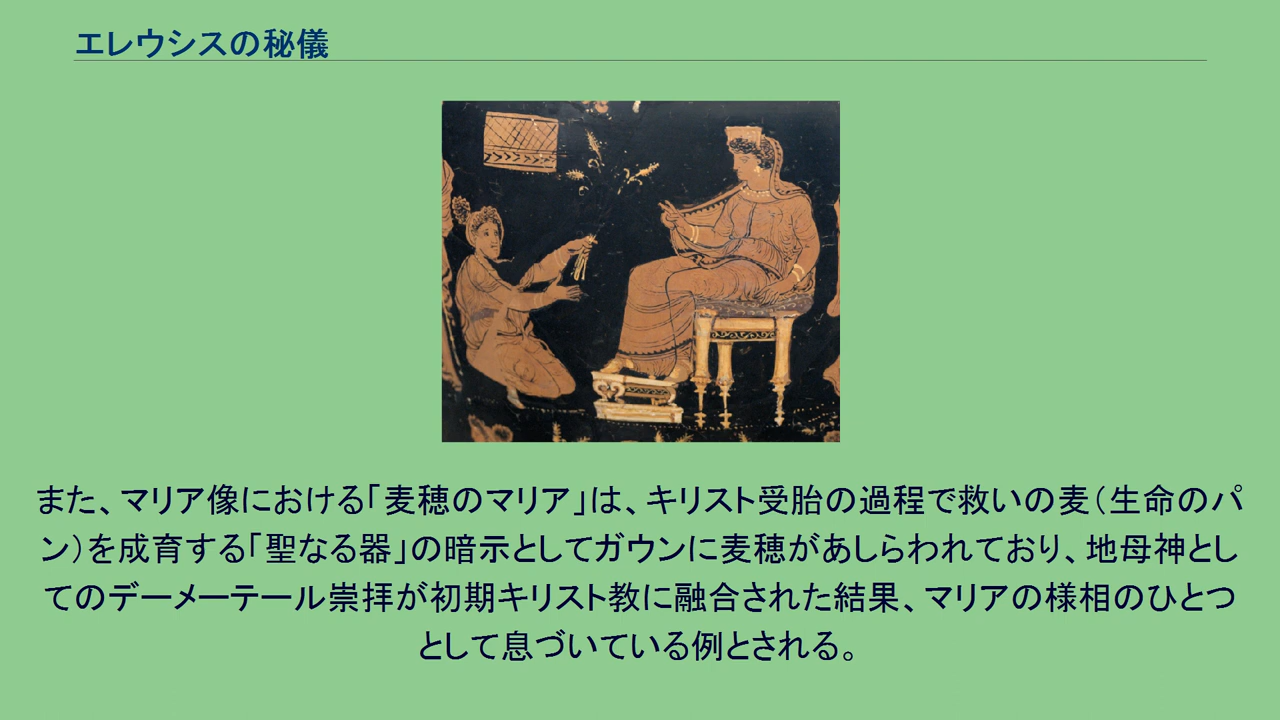 エレウシスの秘儀
また、マリア像における「麦穂のマリア」は、キリスト受胎の過程で救いの麦（生命のパ
ン）を成育する「聖なる器」の暗示としてガウンに麦穂があしらわれており、地母神とし
てのデーメーテール崇拝が初期キリスト教に融合された結果、マリアの様相のひとつ
として息づいている例とされる。